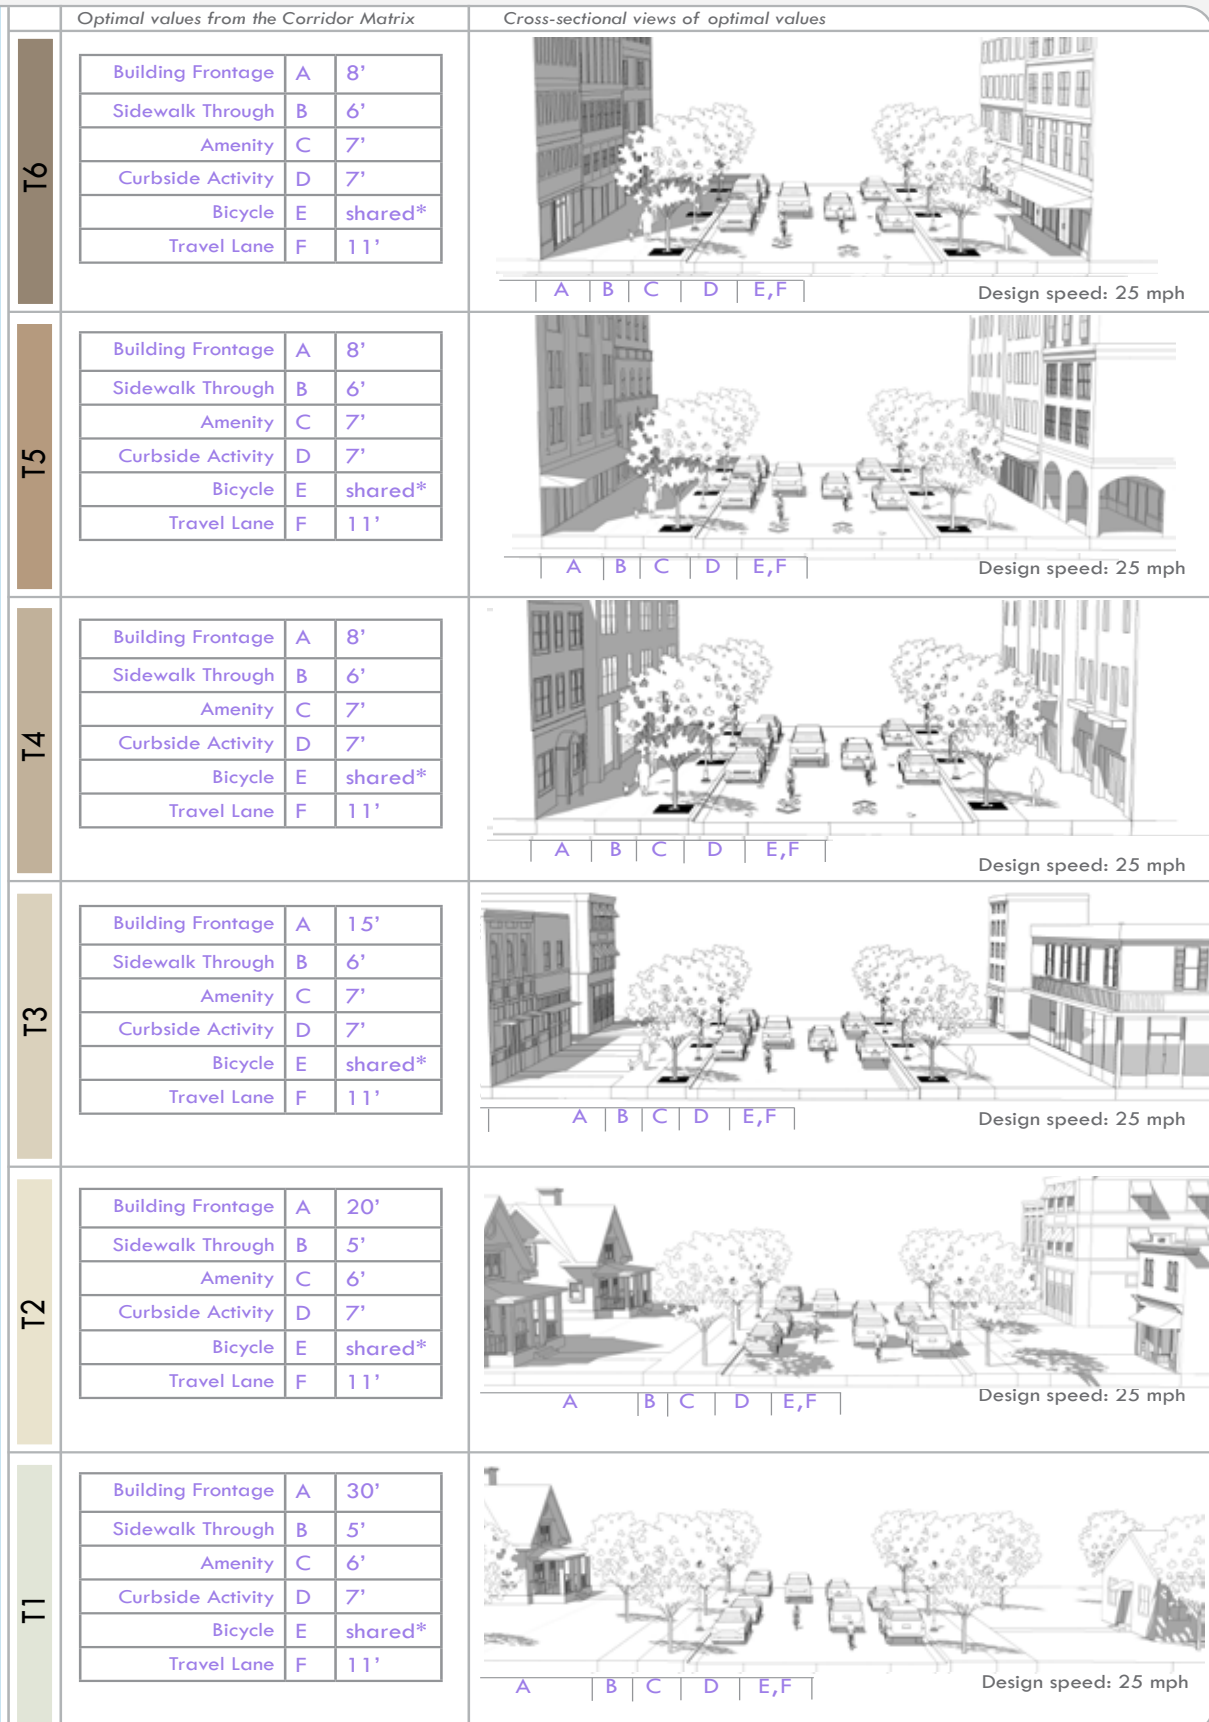 Optimal values from the Corridor Matrix
Cross-sectional views of optimal values
T6
Building Frontage A 8’
Sidewalk Through B 6’
Amenity C 7’
Curbside Activity D 7’
Bicycle E shared*
Travel Lane F 11’
A B C D E,F
Design speed: 25 mph
T5
Building Frontage A 8’
Sidewalk Through B 6’
Amenity C 7’
Curbside Activity D 7’
Bicycle E shared*
Travel Lane F 11’
A B C D E,F
Design speed: 25 mph
T4
Building Frontage A 8’
Sidewalk Through B 6’
Amenity C 7’
Curbside Activity D 7’
Bicycle E shared*
Travel Lane F 11’
A B C D E,F
Design speed: 25 mph
T3
Building Frontage A 15’
Sidewalk Through B 6’
Amenity C 7’
Curbside Activity D 7’
Bicycle E shared*
Travel Lane F 11’
A B C D E,F
Design speed: 25 mph
T2
Building Frontage A 20’
Sidewalk Through B 5’
Amenity C 6’
Curbside Activity D 7’
Bicycle E shared*
Travel Lane F 11’
A B C D E,F
Design speed: 25 mph
T1
Building Frontage A 30’
Sidewalk Through B 5’
Amenity C 6’
Curbside Activity D 7’
Bicycle E shared*
Travel Lane F 11’
A B C D E,F
Design speed: 25 mph